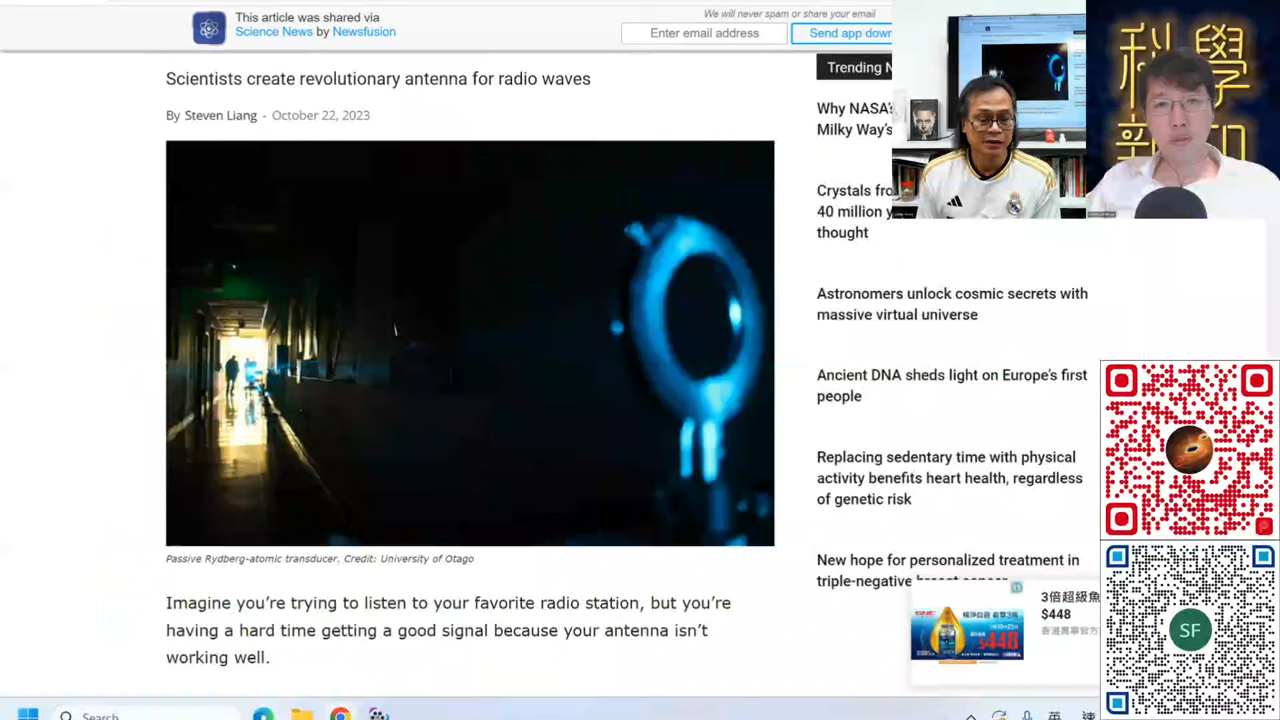 This article was shared via
Science News by Newsfusion
We will never spam or share your email
Enter email address
Send app down
Scientists create revolutionary antenna for radio waves
By Steven Liang - October 22, 2023
Passive Rydberg-atomic transducer. Credit: University of Otago
Imagine you're trying to listen to your favorite radio station, but you're
having a hard time getting a good signal because your antenna isn't
working well.
Trending N
Why NASA's
Milky Way's
Crystals fro
40 million y
thought
Astronomers unlock cosmic secrets with
massive virtual universe
Ancient DNA sheds light on Europe's first
people
Replacing sedentary time with physical
activity benefits heart health, regardless
of genetic risk
New hope for personalized treatment in
triple-negative breast cancer
3倍超級魚
$448
$448
科學
新知
SF
Search
英
速